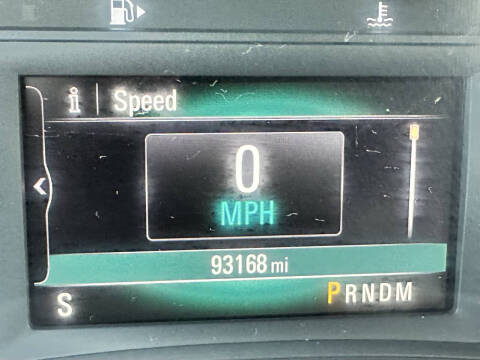 i Speed
0
MPH
93168 mi
S PRNDM